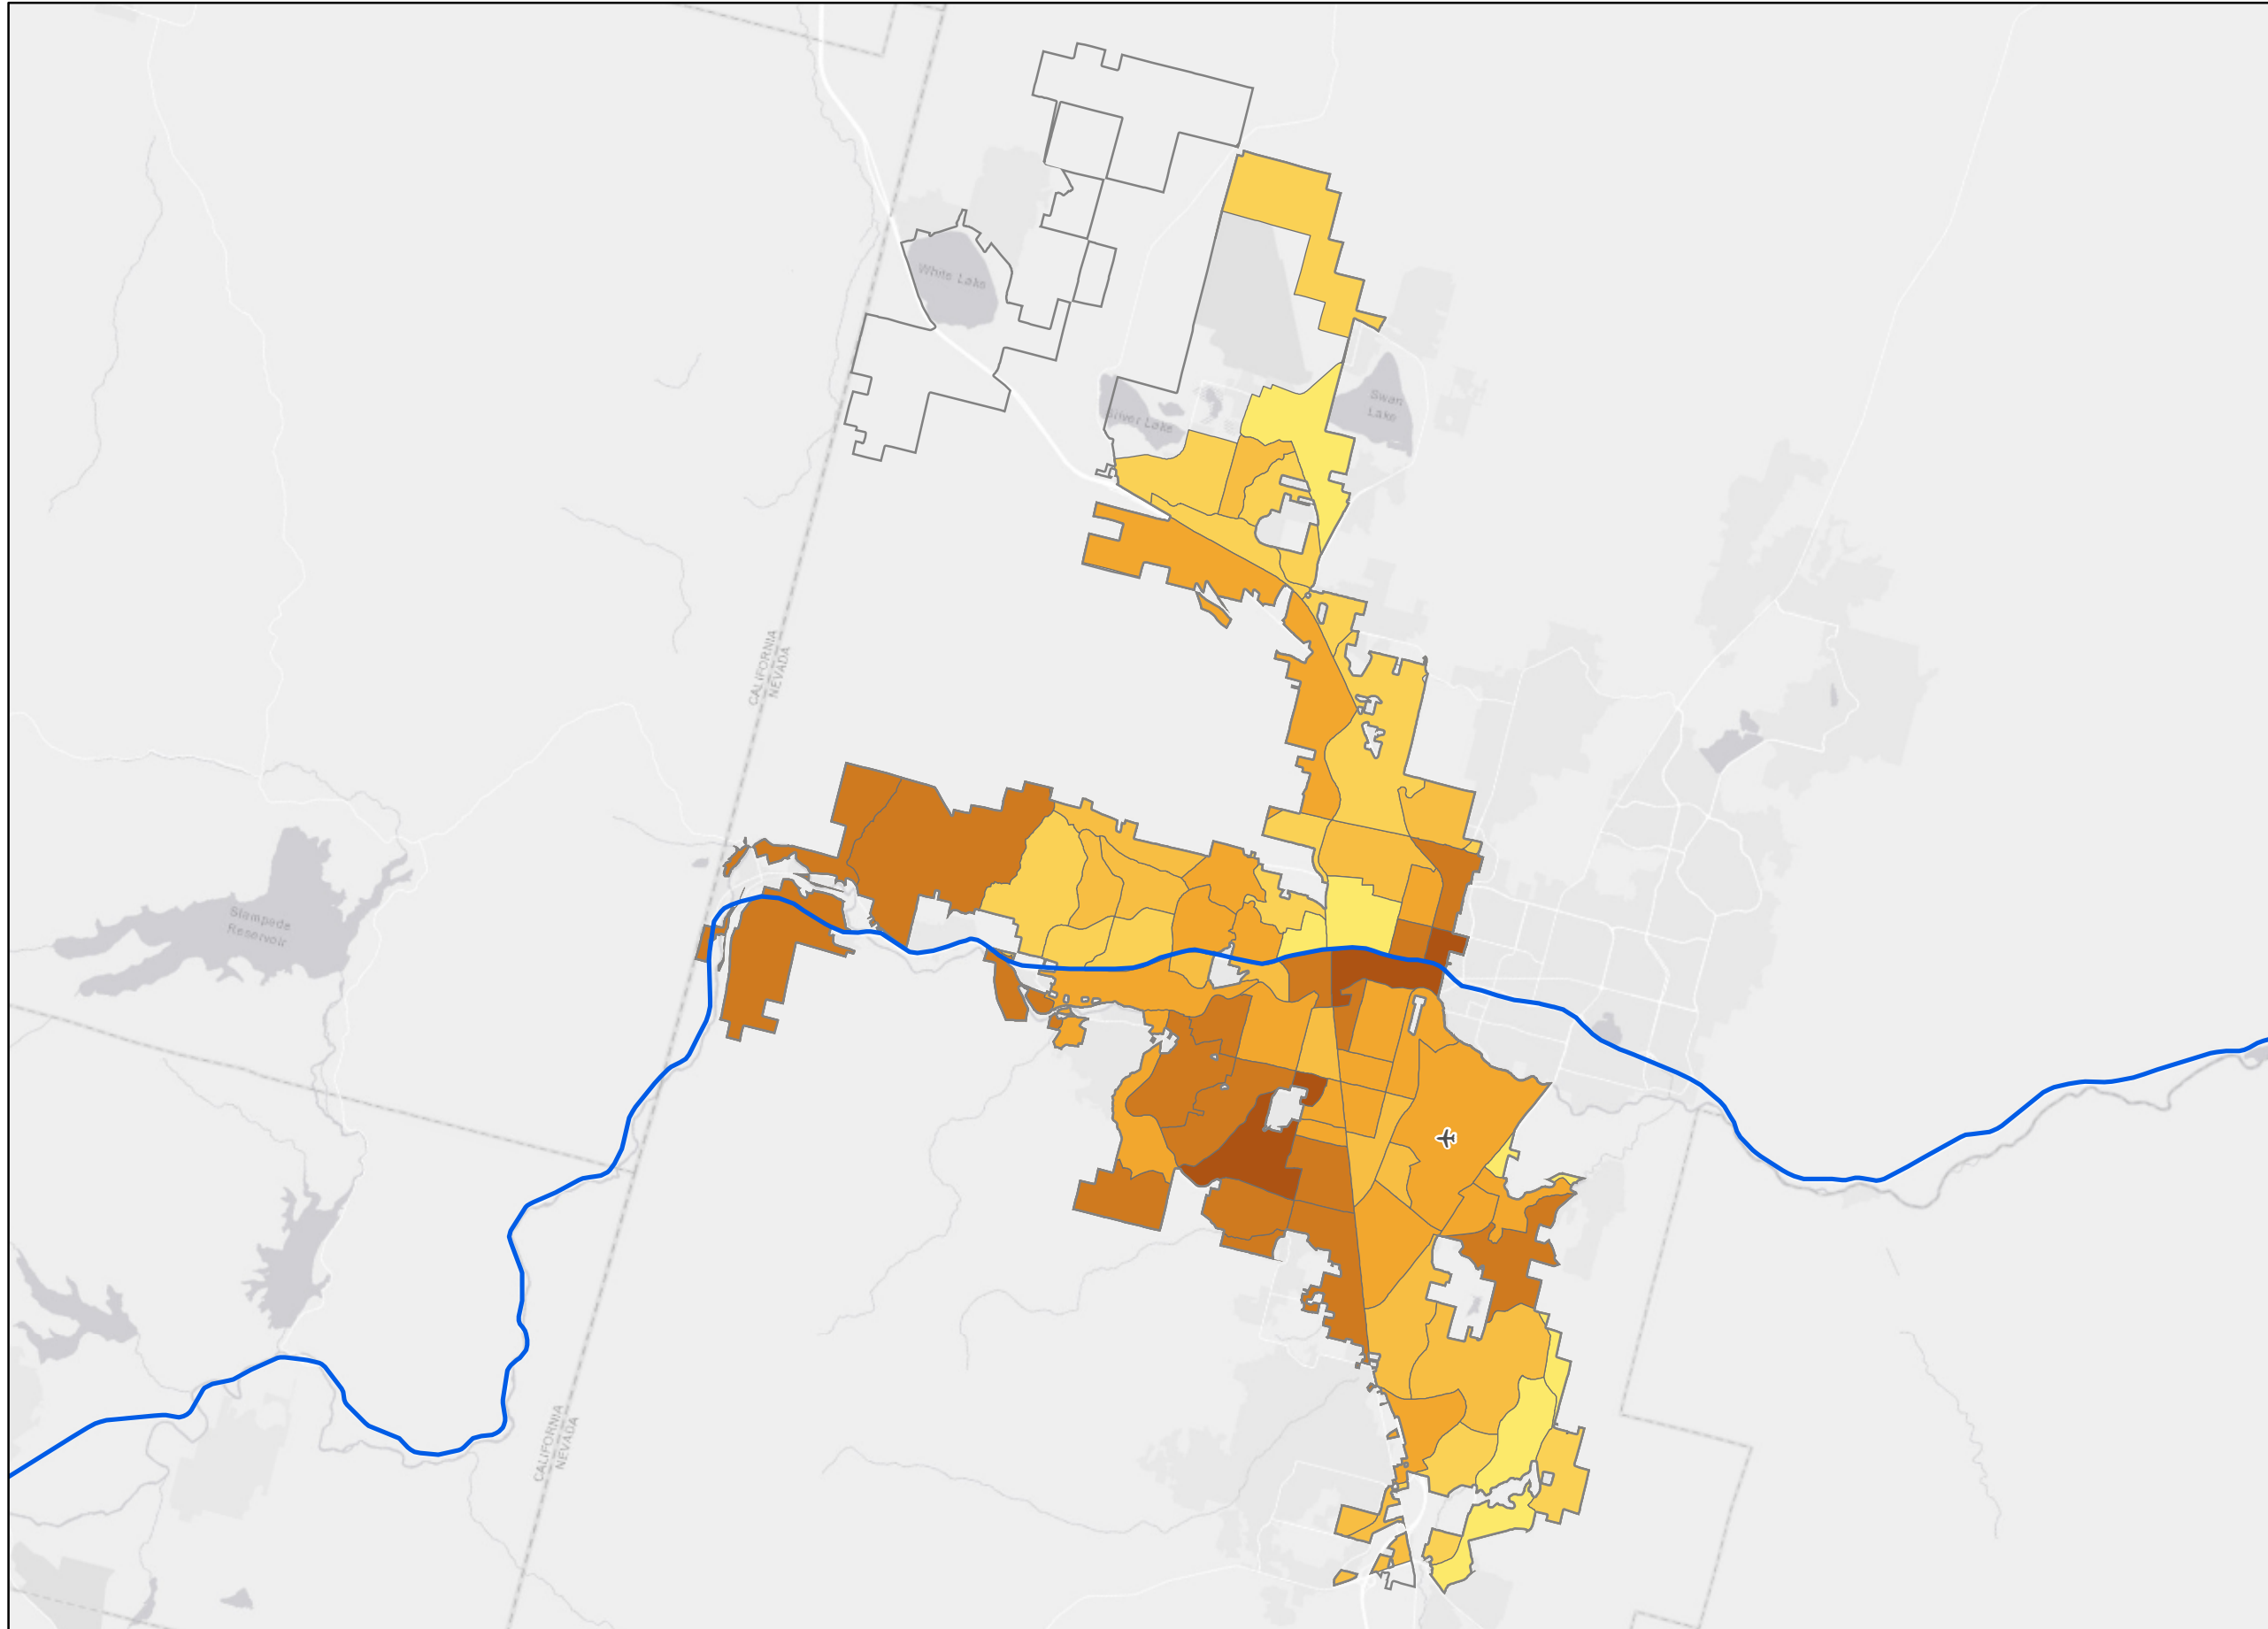 White Lake
Silver Lake
Swan
Lake
CALIFORNIA
NEVADA
Stampede
Reservoir
CALIFORNIA
NEVADA